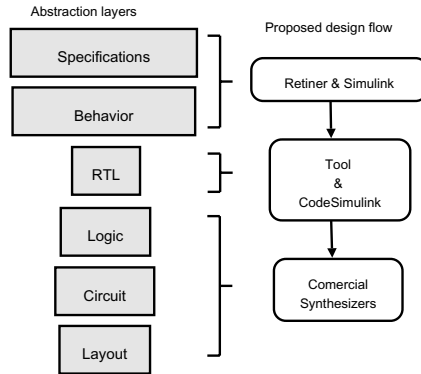 Abstraction layers
Proposed design flow
Specifications
Behavior
RTL
Logic
Circuit
Layout
Retiner & Simulink
Tool
&
CodeSimulink
Comercial
Synthesizers